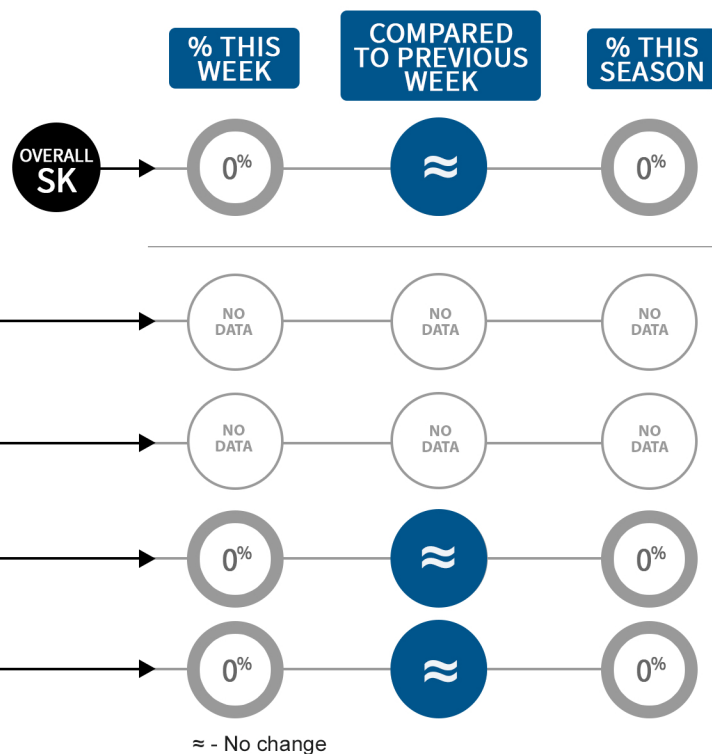 % THIS
WEEK
COMPARED
TO PREVIOUS
WEEK
% THIS
SEASON
OVERALL
SK
0%
≈
0%
NO
DATA
NO
DATA
NO
DATA
NO
DATA
NO
DATA
NO
DATA
0%
≈
0%
0%
≈
0%
≈ - No change